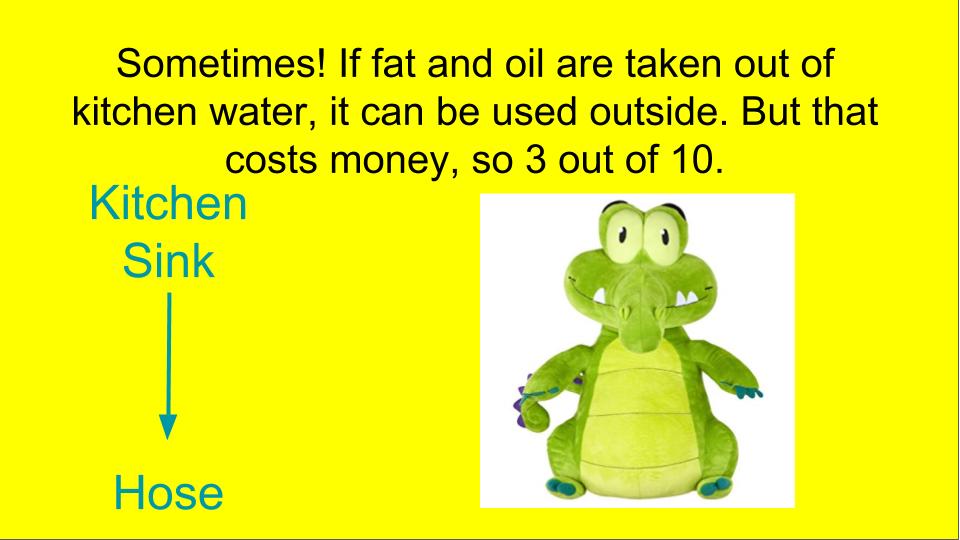 Sometimes! If fat and oil are taken out of
kitchen water, it can be used outside. But that
costs money, so 3 out of 10.
Kitchen
Sink
Hose